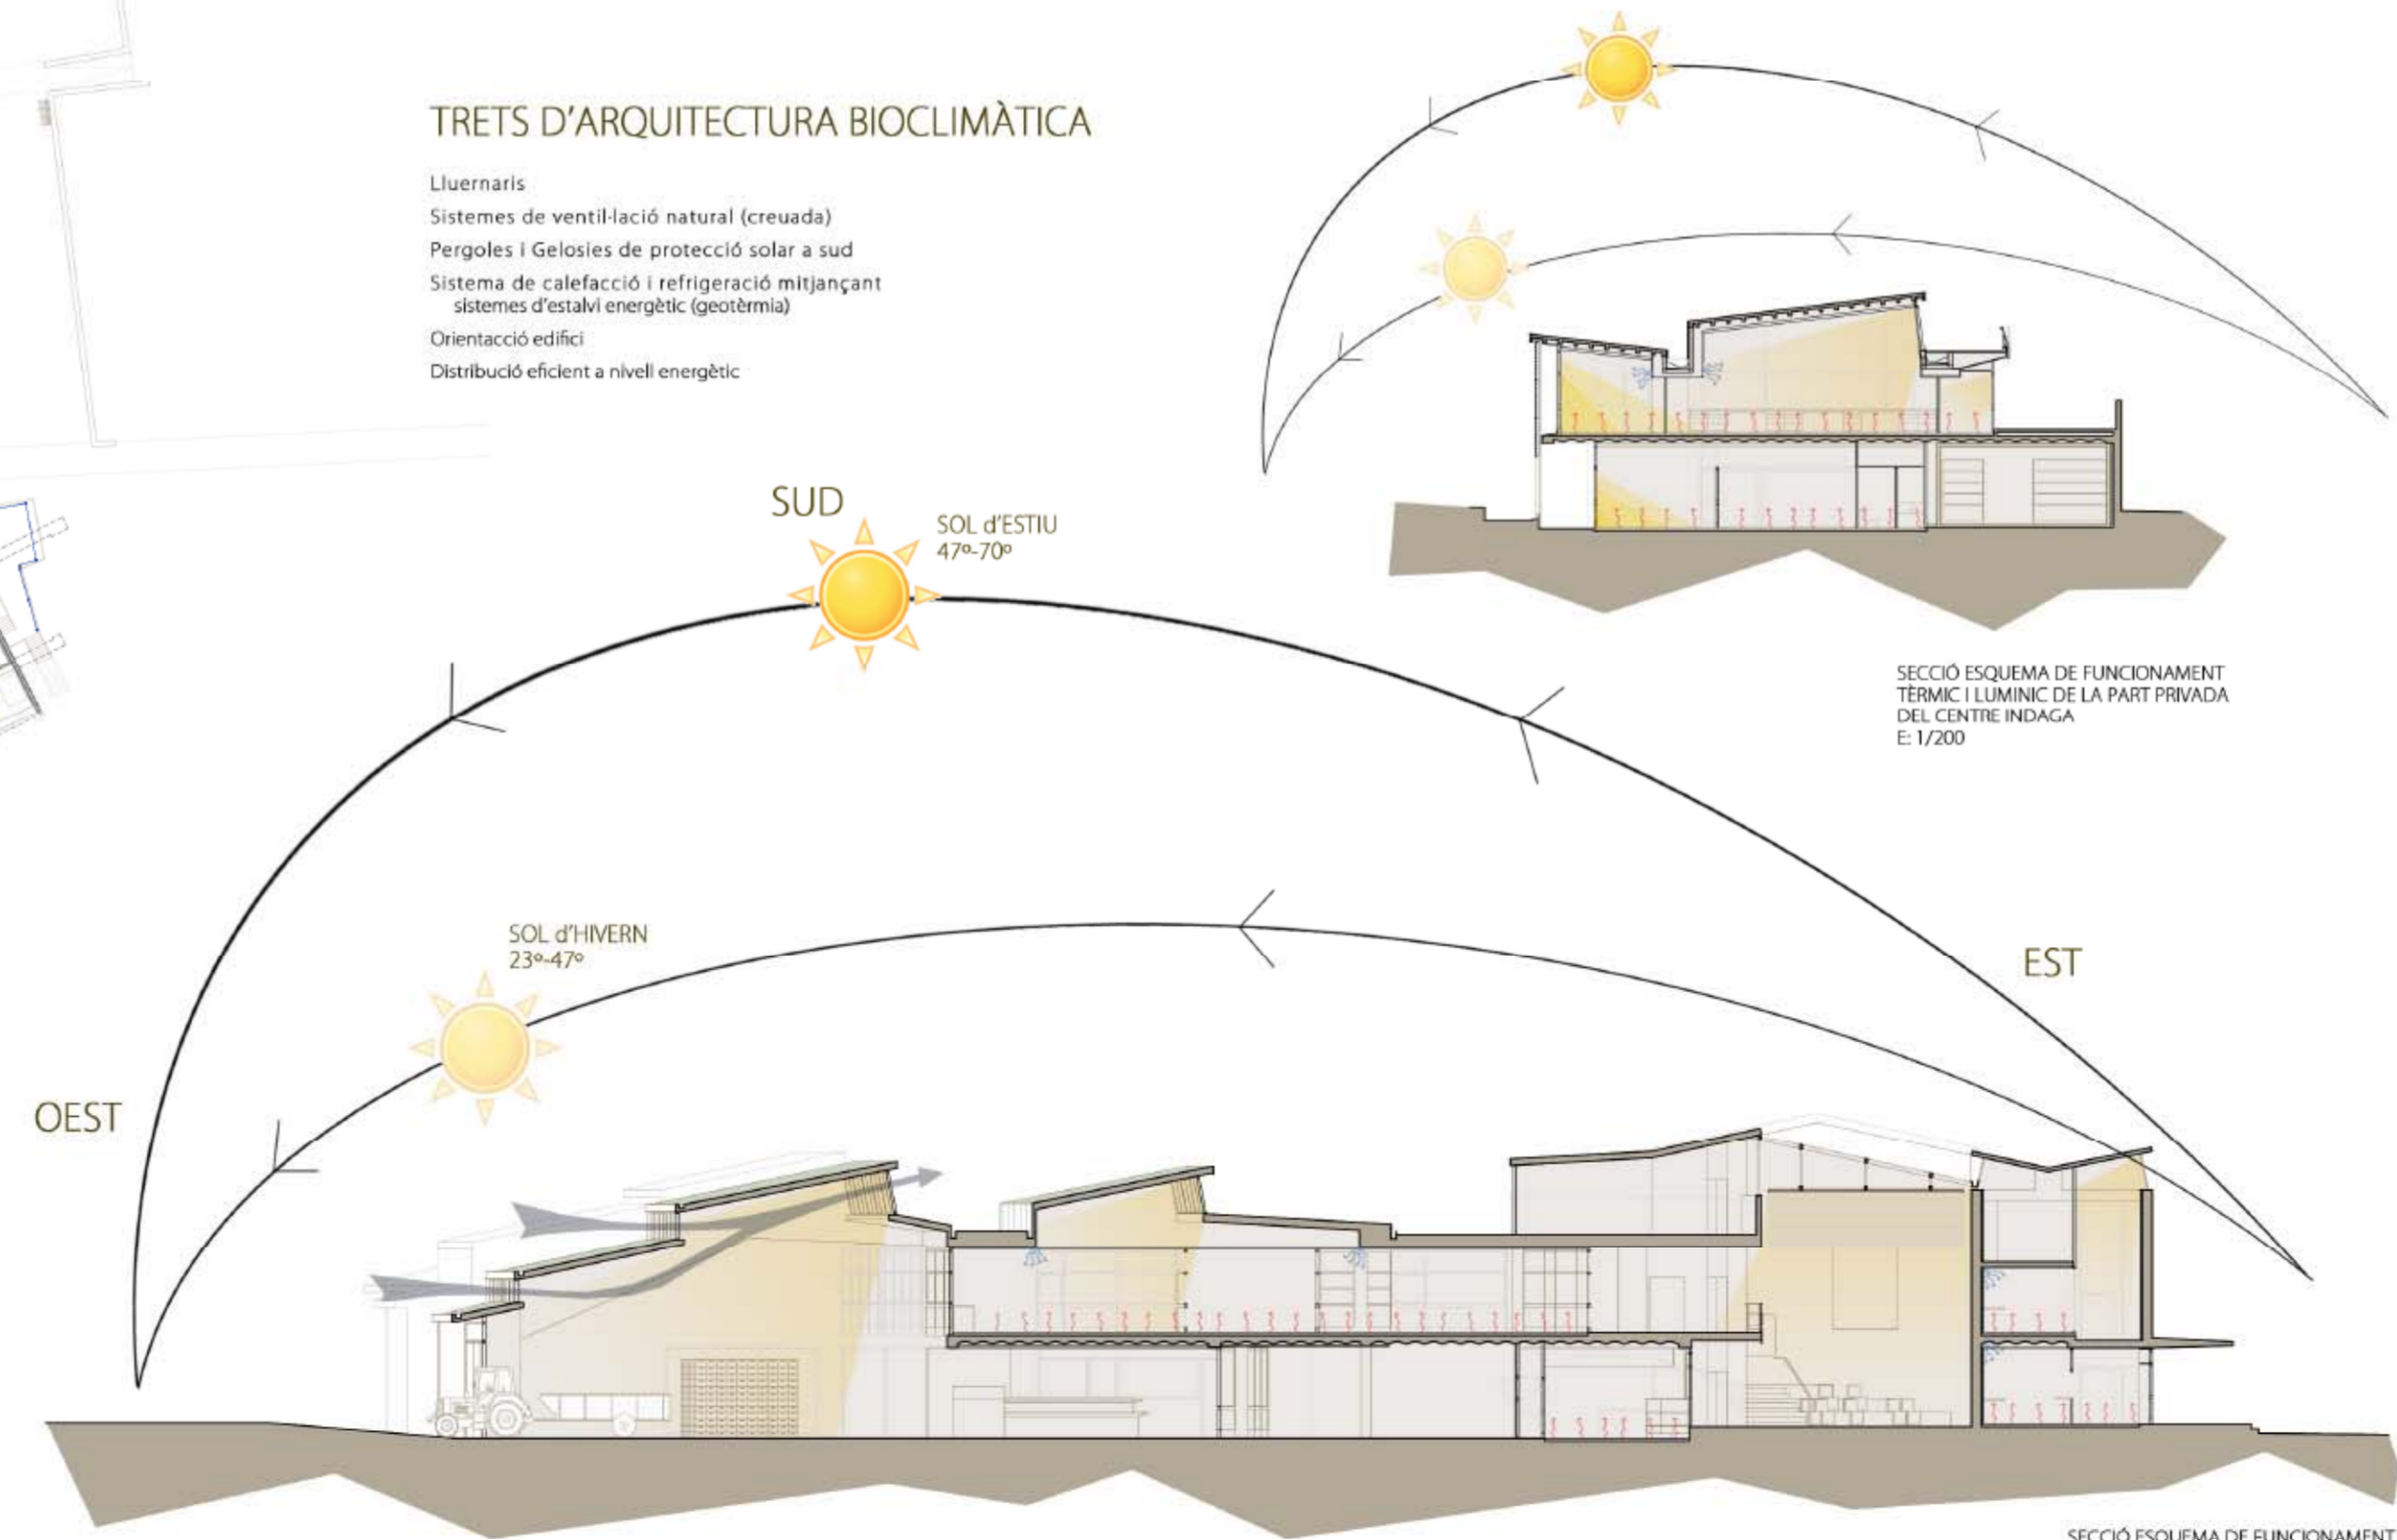 TRETS D'ARQUITECTURA BIOCLIMÀTICA
Lluernaris
Sistemes de ventil·lació natural (creuada)
Pergoles i Gelosies de protecció solar a sud
Sistema de calefacció i refrigeració mitjançant
sistemes d'estalvi energètic (geotèrmia)
Orientacció edifici
Distribució eficient a nivell energètic
SECCIÓ ESQUEMA DE FUNCIONAMENT
TÈRMIC I LUMINIC DE LA PART PRIVADA
DEL CENTRE INDAGA
E: 1/200
SUD
SOL d'ESTIU
47º-70º
SOL d'HIVERN
23º-47º
EST
OEST
SECCIÓ ESQUEMA DE FUNCIONAMENT